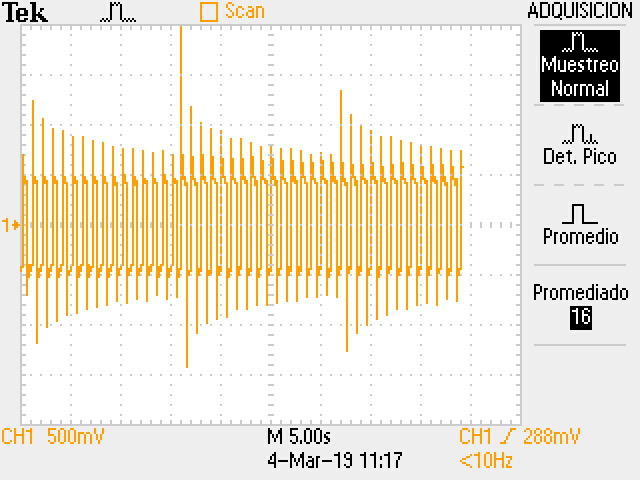 Tek Scan ADQUISICION
Muestreo
Normal
Det. Pico
Promedio
Promediado
16
1
CH1 500mV M 5.00s CH1 288mV
4-Mar-19 11:17 <10Hz